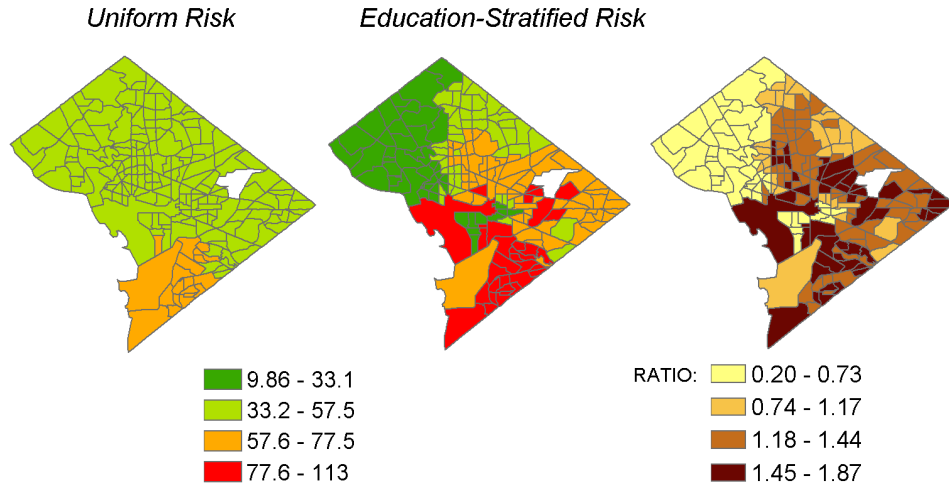 Uniform Risk
Education-Stratified Risk
9.86 - 33.1
33.2 - 57.5
57.6 - 77.5
77.6 - 113
RATIO:
0.20 - 0.73
0.74 - 1.17
1.18 - 1.44
1.45 - 1.87